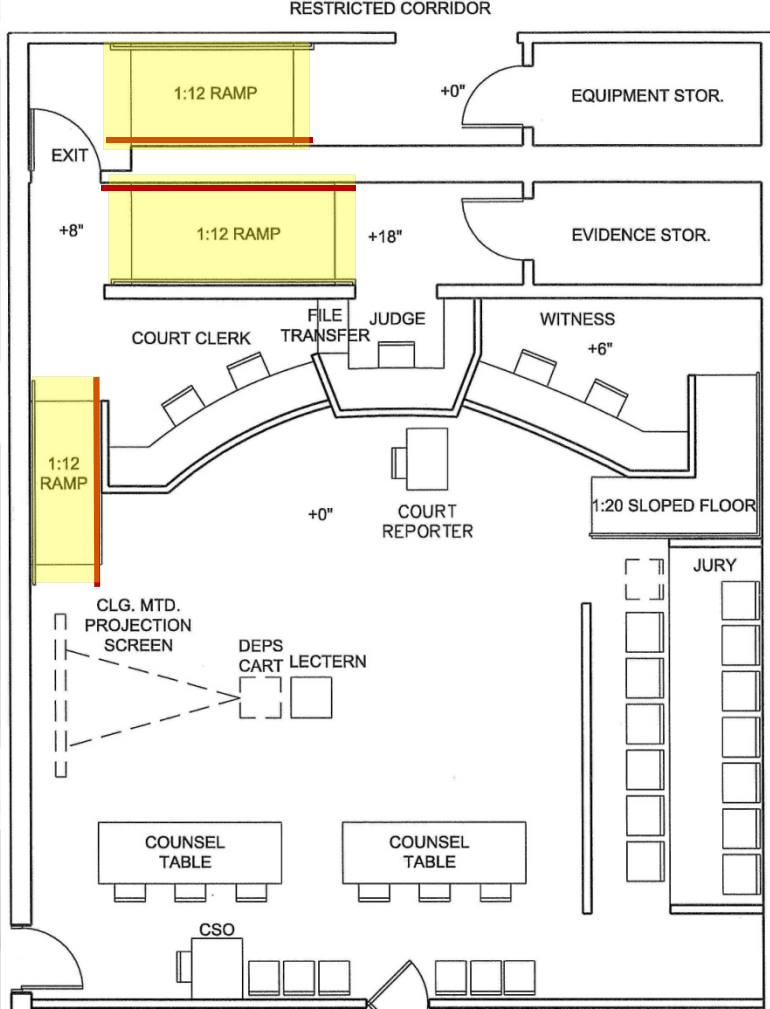 RESTRICTED CORRIDOR
1:12 RAMP
+0"
EQUIPMENT STOR.
EXIT
+8"
1:12 RAMP
+18"
EVIDENCE STOR.
FILE
TRANSFER
JUDGE
WITNESS
COURT CLERK
+6"
1:12
RAMP
+0"
COURT
REPORTER
1:20 SLOPED FLOOR
JURY
CLG. MTD.
PROJECTION
SCREEN
DEPS
CART
LECTERN
COUNSEL
TABLE
COUNSEL
TABLE
CSO